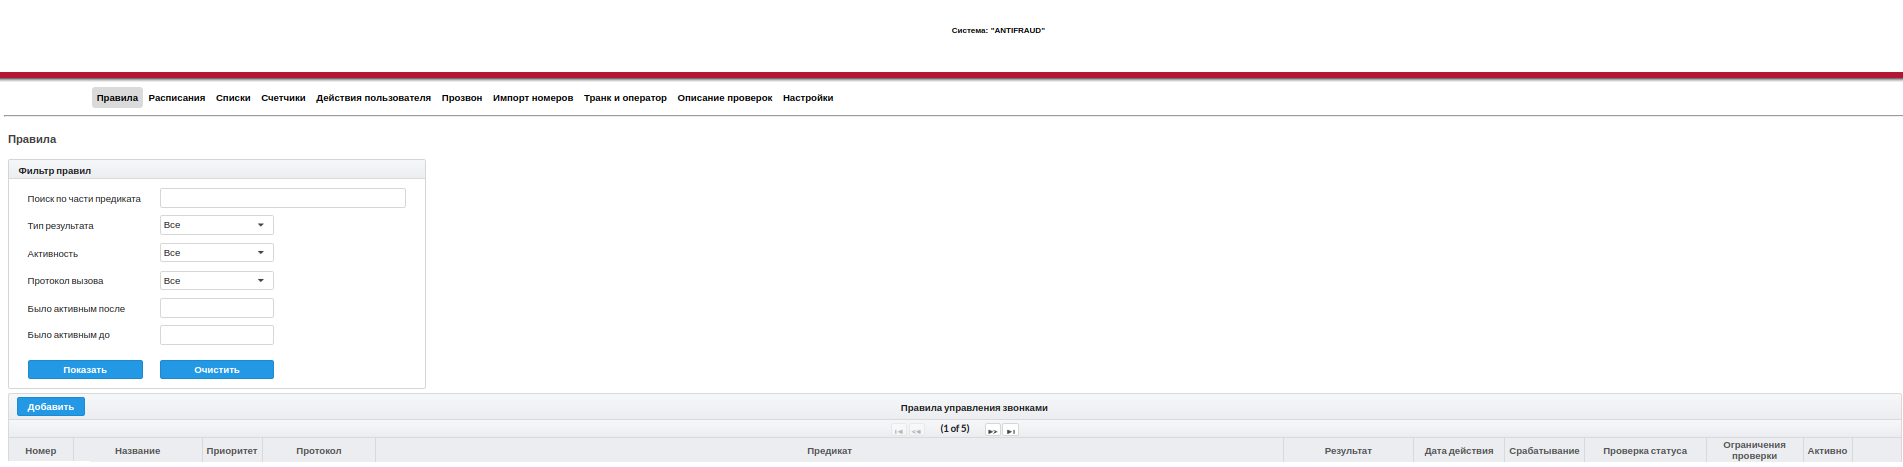 Система: "ANTIFRAUD"
Правила Расписания Списки Счетчики Действия пользователя Прозвон Импорт номеров Транк и оператор Описание проверок Настройки
Правила
Фильтр правил
Поиск по части предиката
Тип результата Все
Активность Все
Протокол вызова Все
Было активным после
Было активным до
Показать Очистить
Добавить Правила управления звонками
(1 of 5)
Номер Название Приоритет Протокол Предикат Результат Дата действия Срабатывание Проверка статуса Ограничения проверки Активно